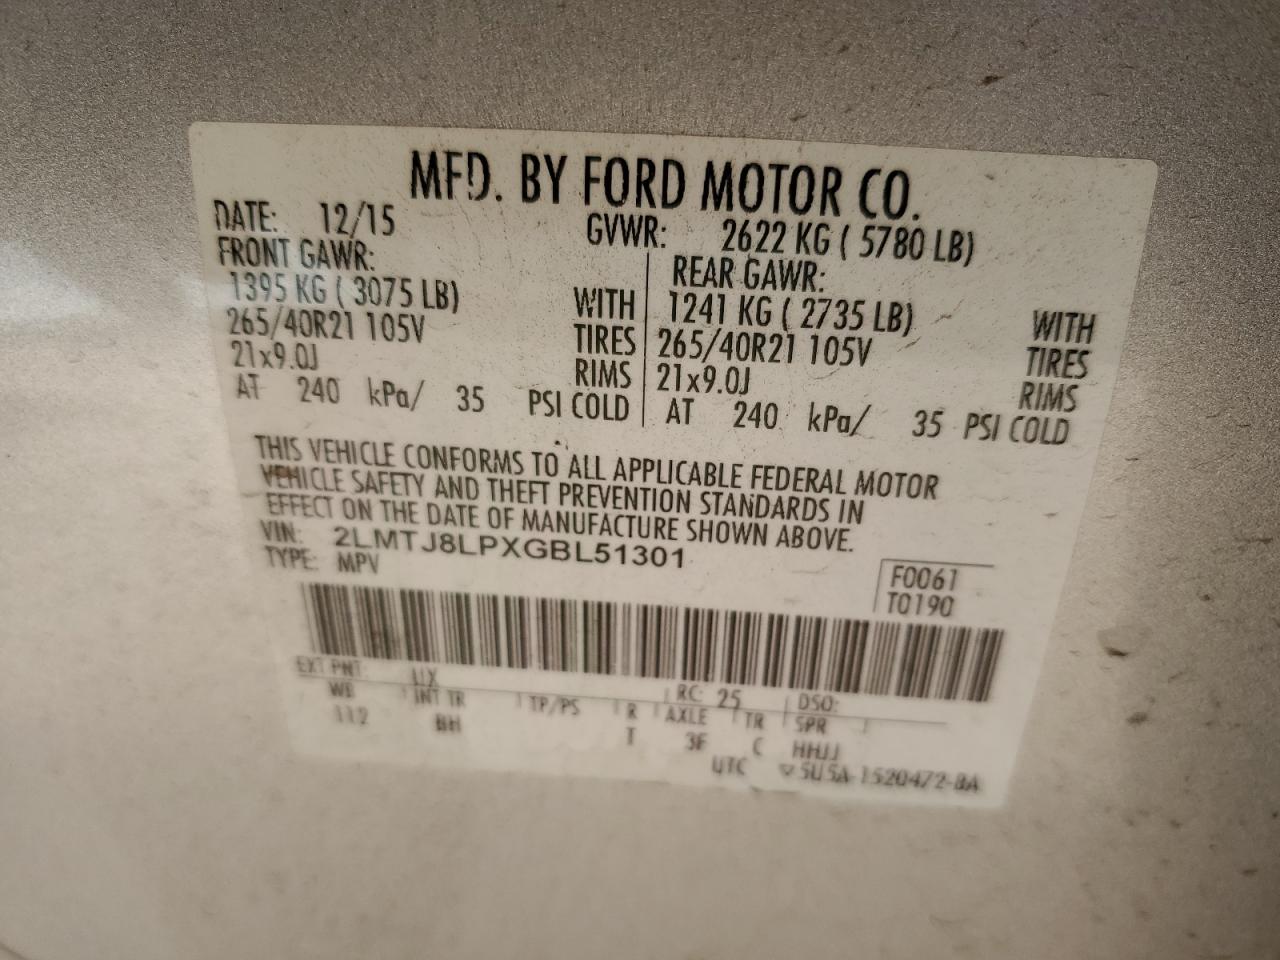 MFD. BY FORD MOTOR CO.
DATE: 12/15 GVWR: 2622 KG ( 5780 LB)
FRONT GAWR: REAR GAWR:
1395 KG ( 3075 LB) WITH 1241 KG ( 2735 LB) WITH
265/40R21 105V TIRES 265/40R21 105V TIRES
21x9.0J RIMS 21x9.0J RIMS
AT 240 kPa/ 35 PSI COLD AT 240 kPa/ 35 PSI COLD
THIS VEHICLE CONFORMS TO ALL APPLICABLE FEDERAL MOTOR
VEHICLE SAFETY AND THEFT PREVENTION STANDARDS IN
EFFECT ON THE DATE OF MANUFACTURE SHOWN ABOVE.
VIN: 2LMTJ8LPXGBL51301
TYPE: MPV
F0061
T0190
EXT PNT: UX RC: 25 DSO:
WB INT TR TP/PS R AXLE TR SPR
112 BH T 3F C HHJJ
UTC ▽5U5A-1520472-BA